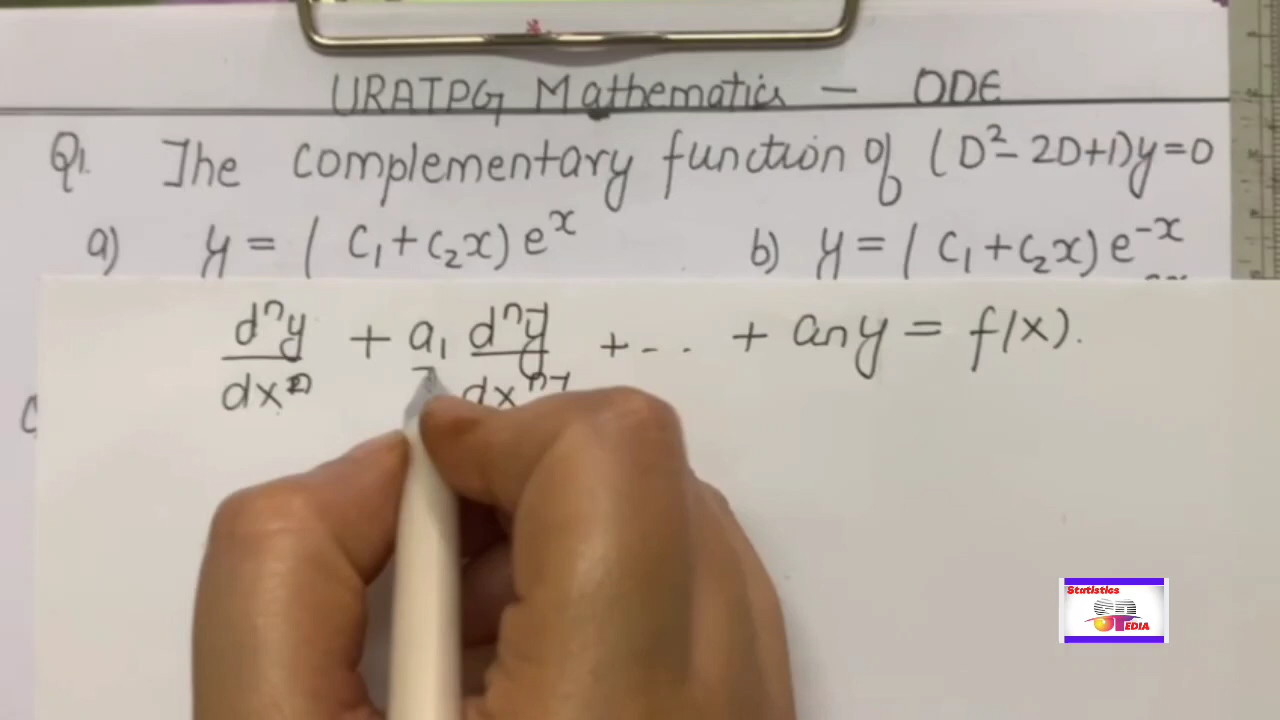 URATPG Mathematics — ODE
Q1. The complementary function of (D²- 2D+1)y=0
a) y = ( C₁+C₂x) eˣ b) y = ( C₁+C₂x) e⁻ˣ
dⁿy/dxⁿ + a₁ dⁿ⁻¹y/dxⁿ⁻¹ +... + any = f(x).
Statistics
PEDIA